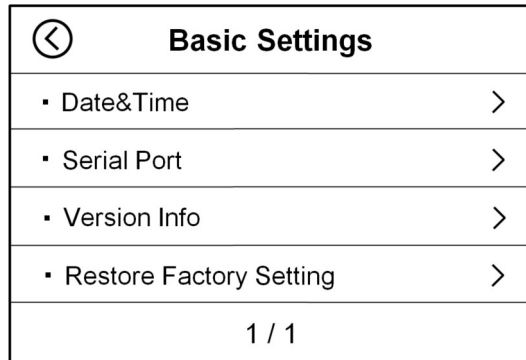 Basic Settings
▪ Date&Time
▪ Serial Port
▪ Version Info
▪ Restore Factory Setting
1 / 1